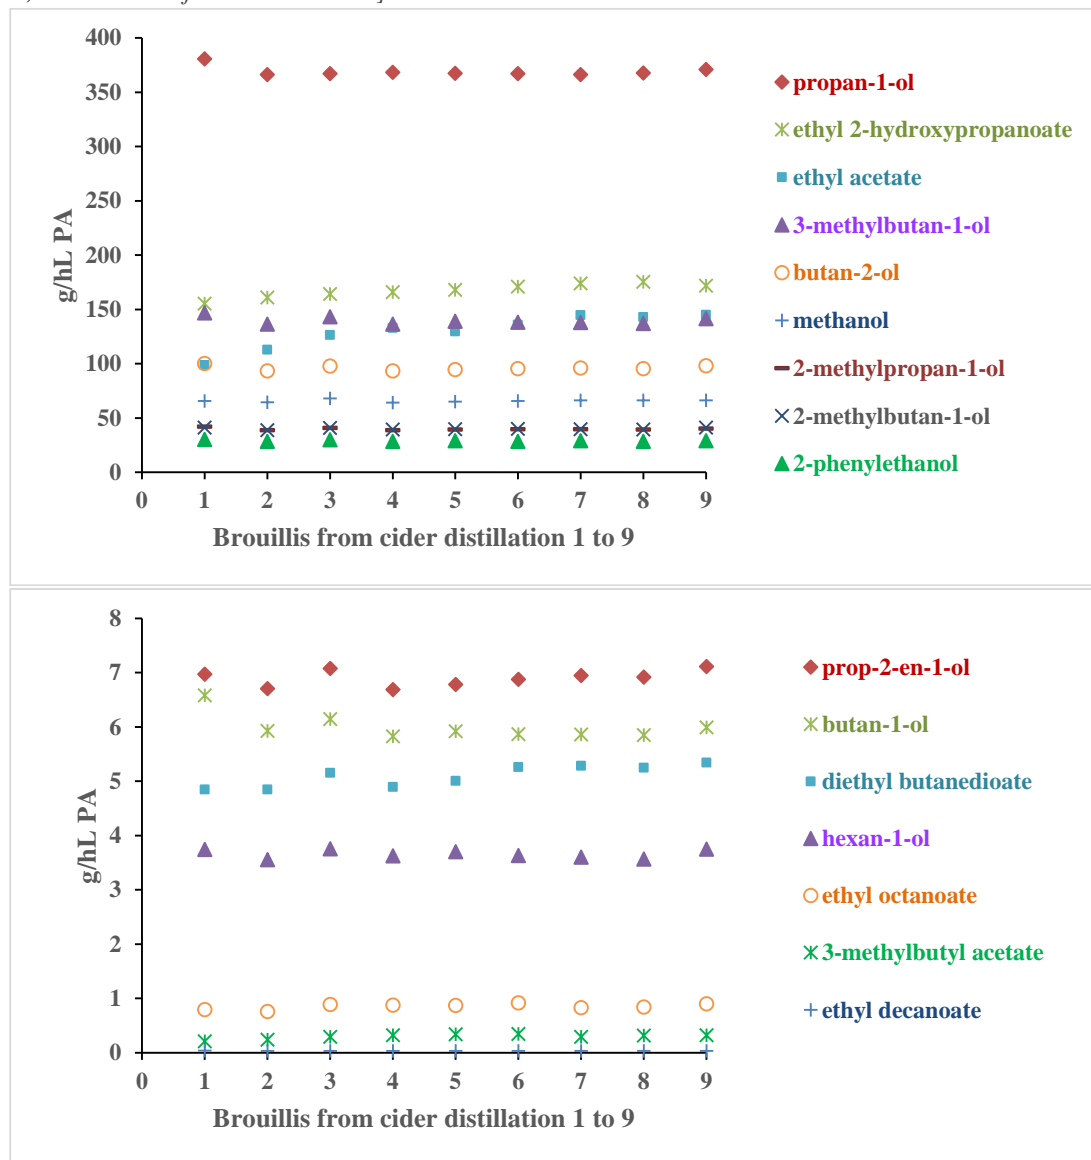 400
350
300
250
200
150
100
50
0
g/hL PA
0 1 2 3 4 5 6 7 8 9
Brouillis from cider distillation 1 to 9
propan-1-ol
ethyl 2-hydroxypropanoate
ethyl acetate
3-methylbutan-1-ol
butan-2-ol
methanol
2-methylpropan-1-ol
2-methylbutan-1-ol
2-phenylethanol
8
7
6
5
4
3
2
1
0
g/hL PA
0 1 2 3 4 5 6 7 8 9
Brouillis from cider distillation 1 to 9
prop-2-en-1-ol
butan-1-ol
diethyl butanedioate
hexan-1-ol
ethyl octanoate
3-methylbutyl acetate
ethyl decanoate